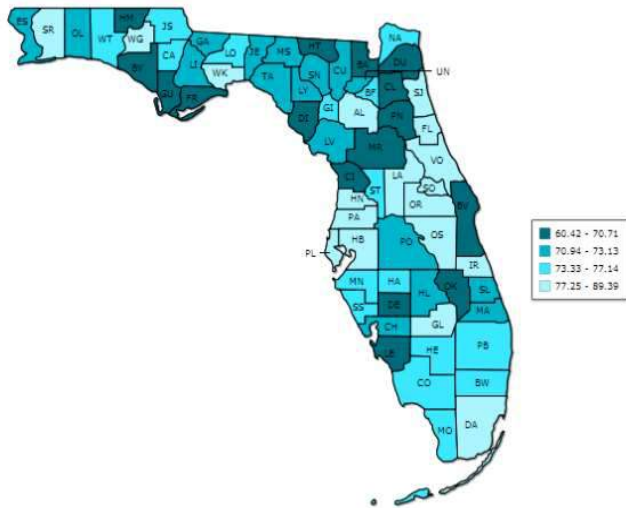 ES
SR
OL
WT
HM
WG
JS
BY
CA
GU
FR
GA
LI
LO
WK
JE
TA
MS
HT
SN
LY
CU
GI
DI
LV
AL
BA
BF
NA
DU
UN
CL
SJ
PN
FL
MR
VO
CI
ST
LA
SO
HN
OR
BV
PA
PL
HB
PO
OS
IR
MN
HA
HL
OK
SL
SS
DE
MA
CH
GL
LE
HE
PB
CO
BW
MO
DA
60.42 - 70.71
70.94 - 73.13
73.33 - 77.14
77.25 - 89.39